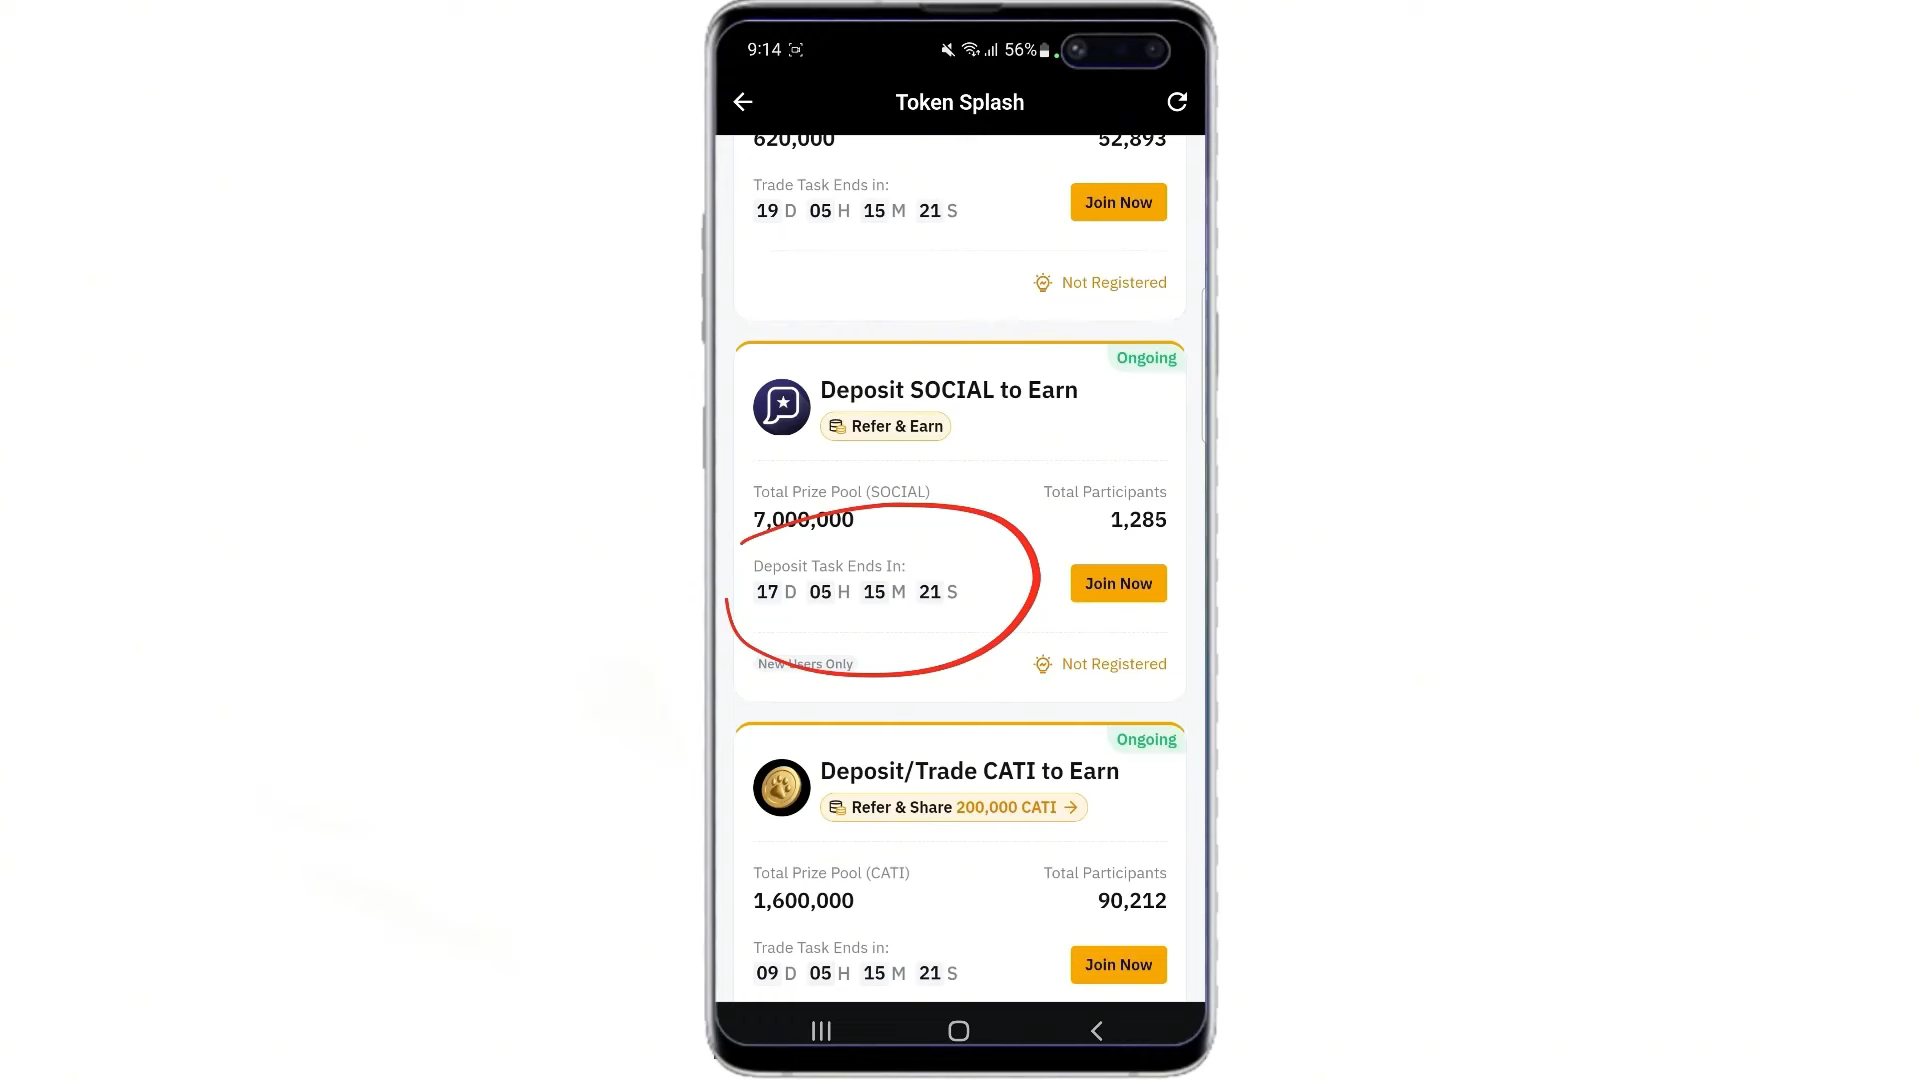 9:14
56%
Token Splash
620,000
52,893
Trade Task Ends in:
19 D 05 H 15 M 21 S
Join Now
Not Registered
Ongoing
Deposit SOCIAL to Earn
Refer & Earn
Total Prize Pool (SOCIAL)
Total Participants
7,000,000
1,285
Deposit Task Ends In:
17 D 05 H 15 M 21 S
Join Now
New Users Only
Not Registered
Ongoing
Deposit/Trade CATI to Earn
Refer & Share 200,000 CATI →
Total Prize Pool (CATI)
Total Participants
1,600,000
90,212
Trade Task Ends in:
09 D 05 H 15 M 21 S
Join Now